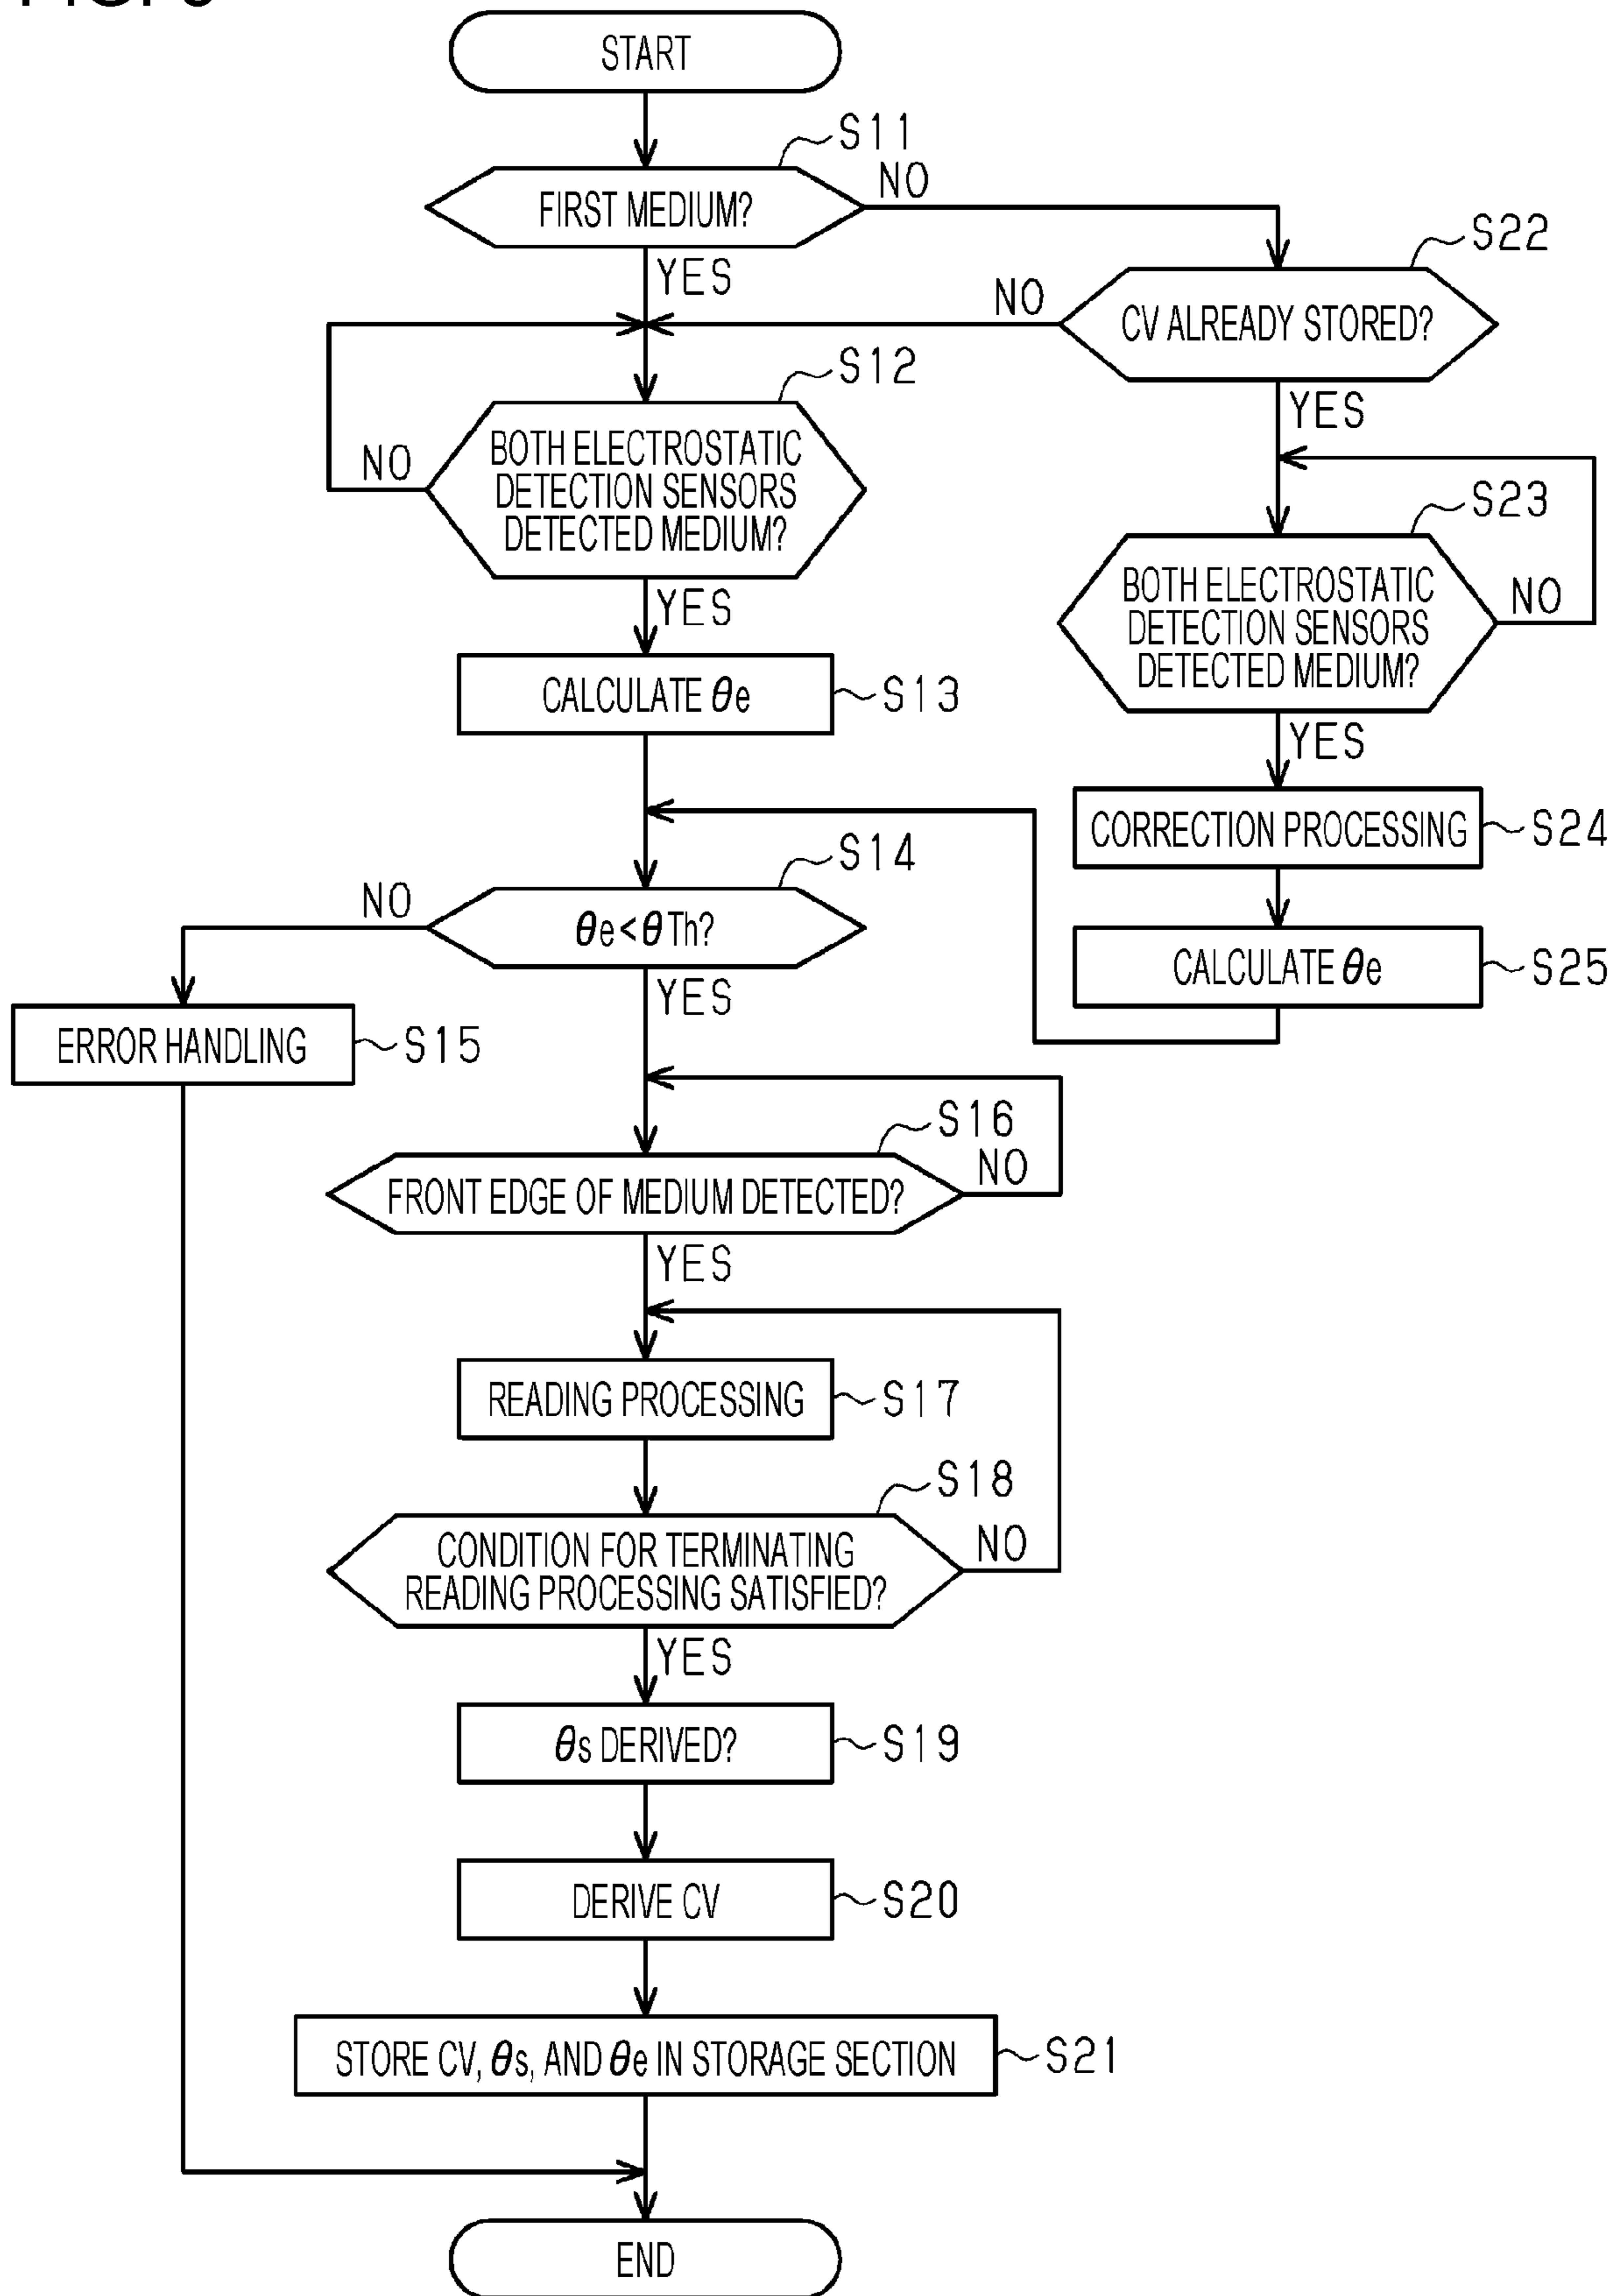 START
S11
FIRST MEDIUM?
NO
YES
S22
CV ALREADY STORED?
NO
YES
S12
BOTH ELECTROSTATIC
DETECTION SENSORS
DETECTED MEDIUM?
NO
YES
S23
BOTH ELECTROSTATIC
DETECTION SENSORS
DETECTED MEDIUM?
NO
YES
CALCULATE θe
S13
CORRECTION PROCESSING
S24
S14
θe<θTh?
NO
YES
CALCULATE θe
S25
ERROR HANDLING
S15
S16
FRONT EDGE OF MEDIUM DETECTED?
NO
YES
READING PROCESSING
S17
S18
CONDITION FOR TERMINATING
READING PROCESSING SATISFIED?
NO
YES
θs DERIVED?
S19
DERIVE CV
S20
STORE CV, θs, AND θe IN STORAGE SECTION
S21
END